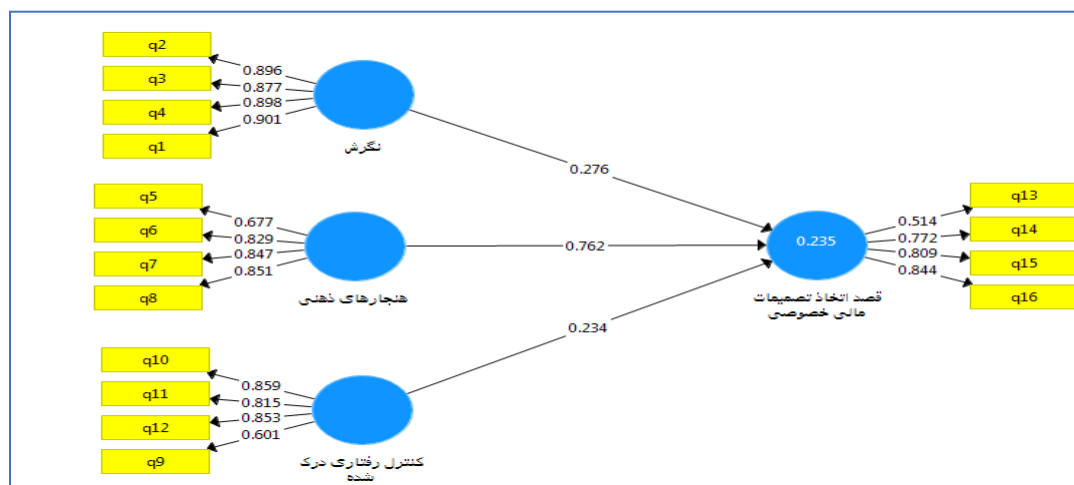 q2
q3
q4
q1
0.896
0.877
0.898
0.901
نگرش
q5
q6
q7
q8
0.677
0.829
0.847
0.851
هنجارهای ذهنی
q10
q11
q12
q9
0.859
0.815
0.853
0.601
کنترل رفتاری درک
شده
0.276
0.762
0.234
0.235
قصد اتخاذ تصمیمات
مالی خصوصی
0.514
0.772
0.809
0.844
q13
q14
q15
q16